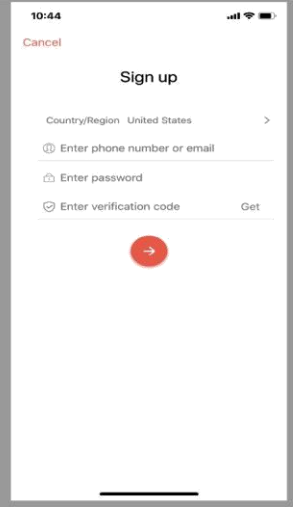 10:44
Cancel
Sign up
Country/Region United States
Enter phone number or email
Enter password
Enter verification code Get